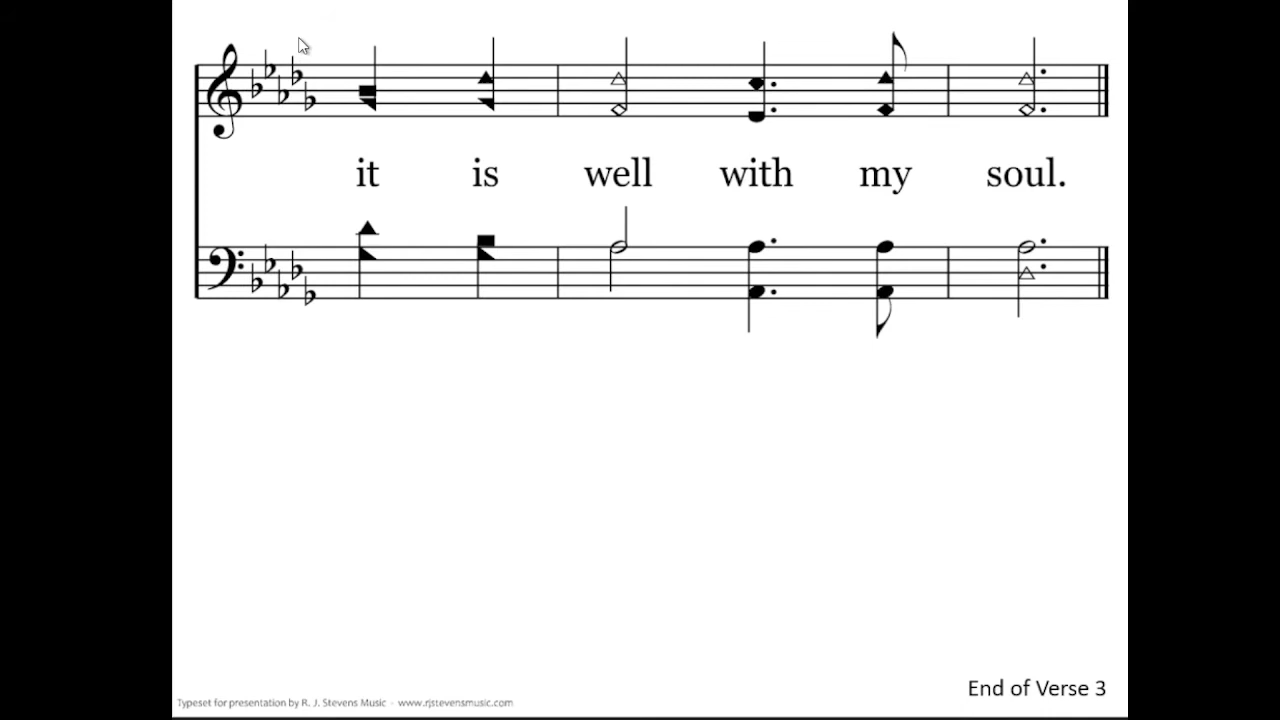 it is well with my soul.
End of Verse 3
Typeset for presentation by R. J. Stevens Music - www.rjstevensmusic.com